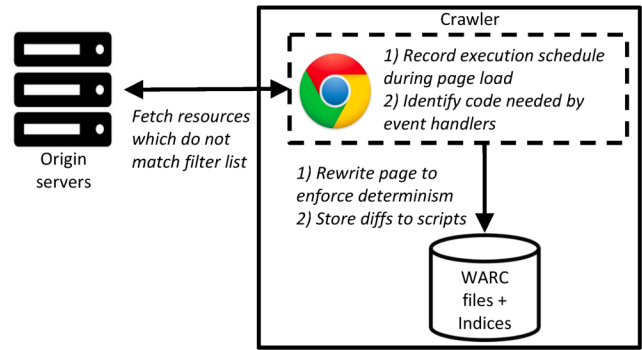 Crawler
1) Record execution schedule
during page load
2) Identify code needed by
event handlers
Fetch resources
which do not
match filter list
Origin
servers
1) Rewrite page to
enforce determinism
2) Store diffs to scripts
WARC
files +
Indices